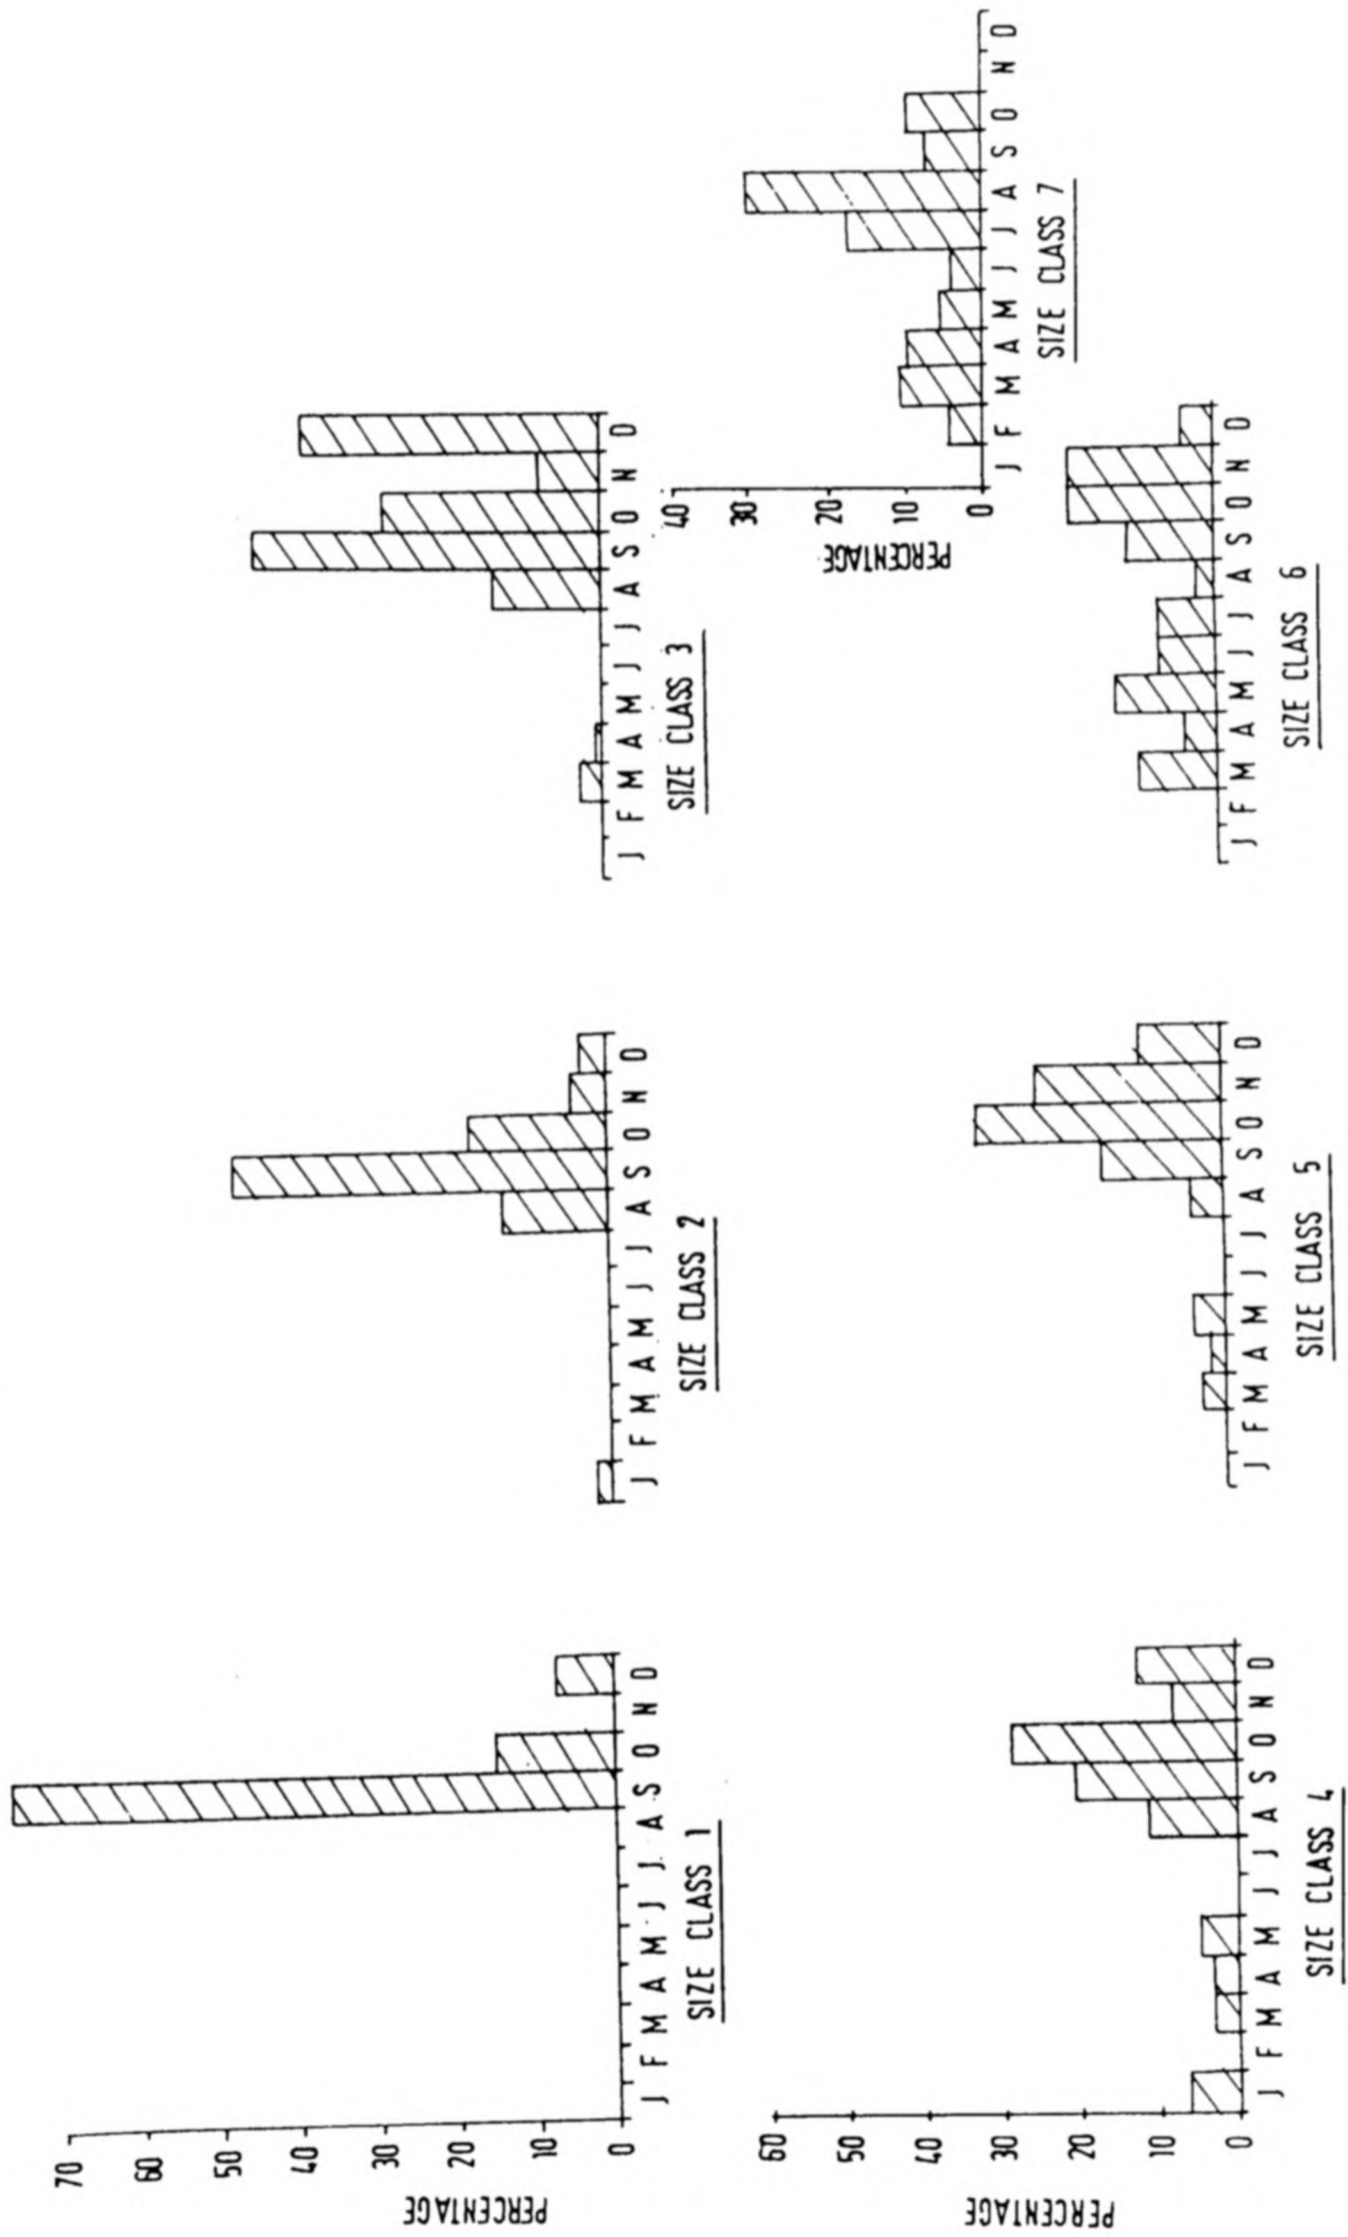 PERCENTAGE
70
60
50
40
30
20
10
0
J F M A M J J A S O N D
SIZE CLASS 1
J F M A M J J A S O N D
SIZE CLASS 2
J F M A M J J A S O N D
SIZE CLASS 3
PERCENTAGE
60
50
40
30
20
10
0
J F M A M J J A S O N D
SIZE CLASS 4
J F M A M J J A S O N D
SIZE CLASS 5
J F M A M J J A S O N D
SIZE CLASS 6
PERCENTAGE
40
30
20
10
0
J F M A M J J A S O N D
SIZE CLASS 7